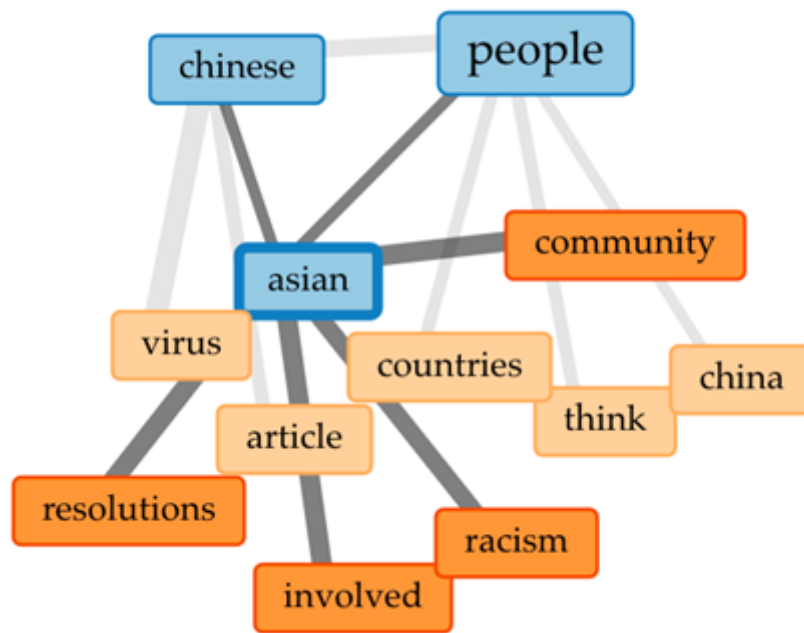 people
chinese
community
asian
virus
countries
china
think
article
resolutions
racism
involved